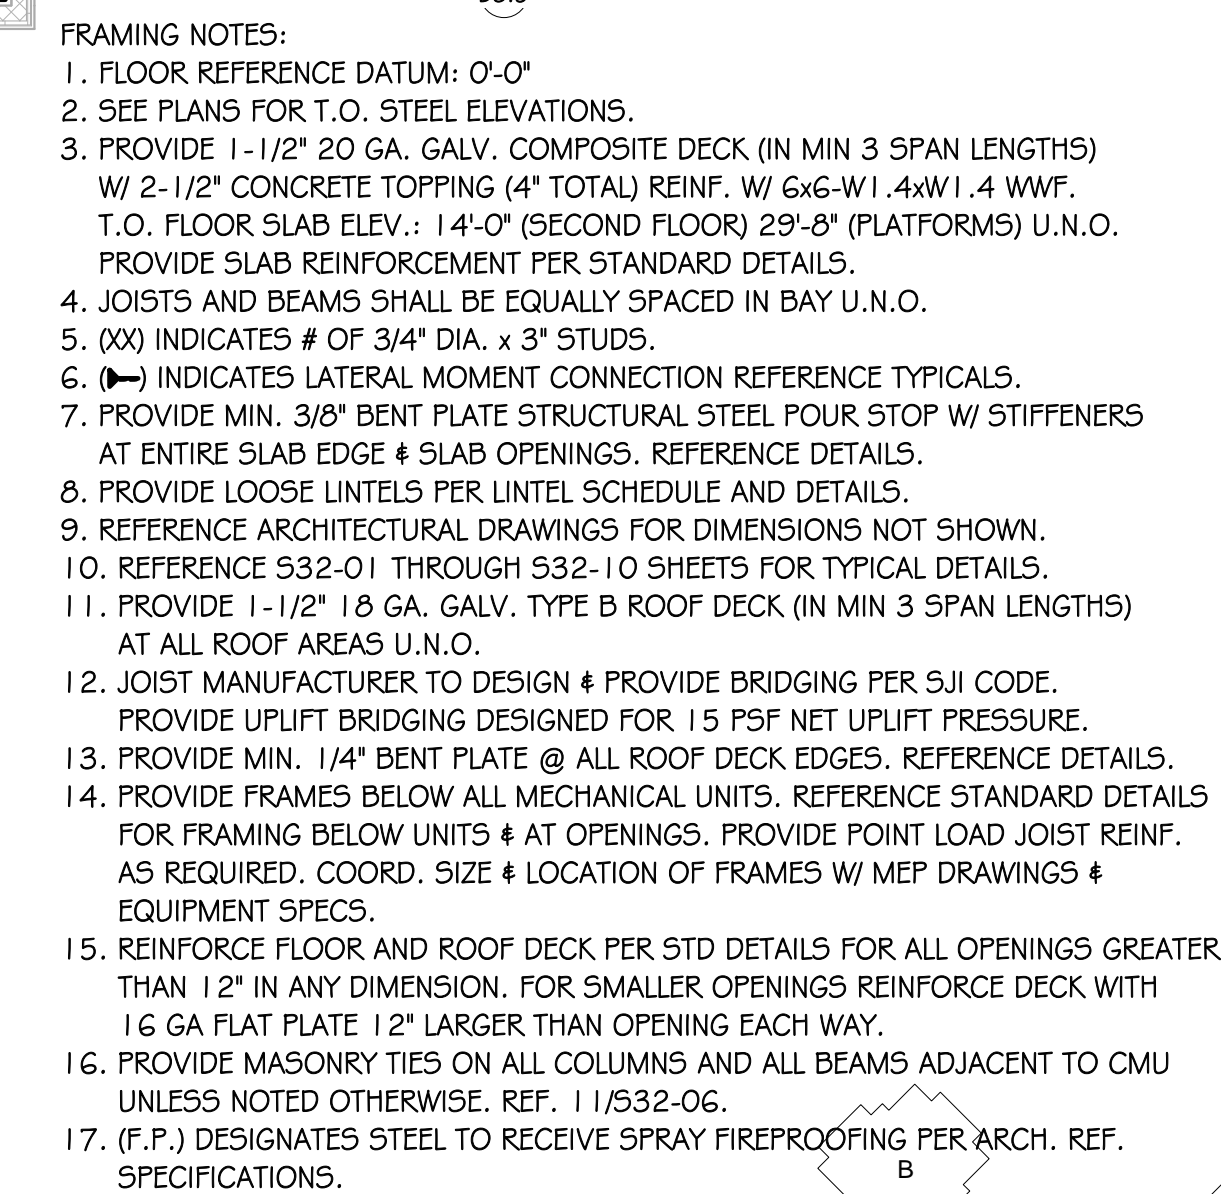 FRAMING NOTES:
1. FLOOR REFERENCE DATUM: 0'-0"
2. SEE PLANS FOR T.O. STEEL ELEVATIONS.
3. PROVIDE 1-1/2" 20 GA. GALV. COMPOSITE DECK (IN MIN 3 SPAN LENGTHS)
W/ 2-1/2" CONCRETE TOPPING (4" TOTAL) REINF. W/ 6x6-W1.4xW1.4 WWF.
T.O. FLOOR SLAB ELEV.: 14'-0" (SECOND FLOOR) 29'-8" (PLATFORMS) U.N.O.
PROVIDE SLAB REINFORCEMENT PER STANDARD DETAILS.
4. JOISTS AND BEAMS SHALL BE EQUALLY SPACED IN BAY U.N.O.
5. (XX) INDICATES # OF 3/4" DIA. x 3" STUDS.
6. ( ) INDICATES LATERAL MOMENT CONNECTION REFERENCE TYPICALS.
7. PROVIDE MIN. 3/8" BENT PLATE STRUCTURAL STEEL POUR STOP W/ STIFFENERS
AT ENTIRE SLAB EDGE & SLAB OPENINGS. REFERENCE DETAILS.
8. PROVIDE LOOSE LINTELS PER LINTEL SCHEDULE AND DETAILS.
9. REFERENCE ARCHITECTURAL DRAWINGS FOR DIMENSIONS NOT SHOWN.
10. REFERENCE S32-01 THROUGH S32-10 SHEETS FOR TYPICAL DETAILS.
11. PROVIDE 1-1/2" 18 GA. GALV. TYPE B ROOF DECK (IN MIN 3 SPAN LENGTHS)
AT ALL ROOF AREAS U.N.O.
12. JOIST MANUFACTURER TO DESIGN & PROVIDE BRIDGING PER SJI CODE.
PROVIDE UPLIFT BRIDGING DESIGNED FOR 15 PSF NET UPLIFT PRESSURE.
13. PROVIDE MIN. 1/4" BENT PLATE @ ALL ROOF DECK EDGES. REFERENCE DETAILS.
14. PROVIDE FRAMES BELOW ALL MECHANICAL UNITS. REFERENCE STANDARD DETAILS
FOR FRAMING BELOW UNITS & AT OPENINGS. PROVIDE POINT LOAD JOIST REINF.
AS REQUIRED. COORD. SIZE & LOCATION OF FRAMES W/ MEP DRAWINGS &
EQUIPMENT SPECS.
15. REINFORCE FLOOR AND ROOF DECK PER STD DETAILS FOR ALL OPENINGS GREATER
THAN 12" IN ANY DIMENSION. FOR SMALLER OPENINGS REINFORCE DECK WITH
16 GA FLAT PLATE 12" LARGER THAN OPENING EACH WAY.
16. PROVIDE MASONRY TIES ON ALL COLUMNS AND ALL BEAMS ADJACENT TO CMU
UNLESS NOTED OTHERWISE. REF. 11/S32-06.
17. (F.P.) DESIGNATES STEEL TO RECEIVE SPRAY FIREPROOFING PER ARCH. REF.
SPECIFICATIONS.
B